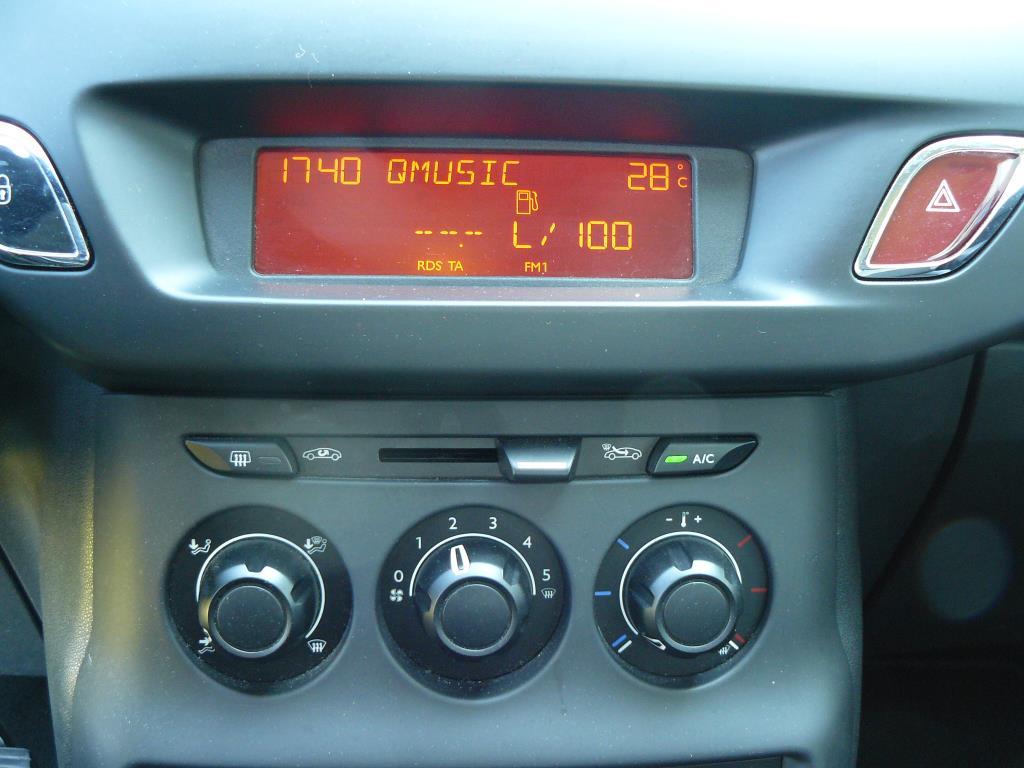 1740 QMUSIC 28°C
--.- L/100
RDS TA FM1
A/C
0 1 2 3 4 5
- +